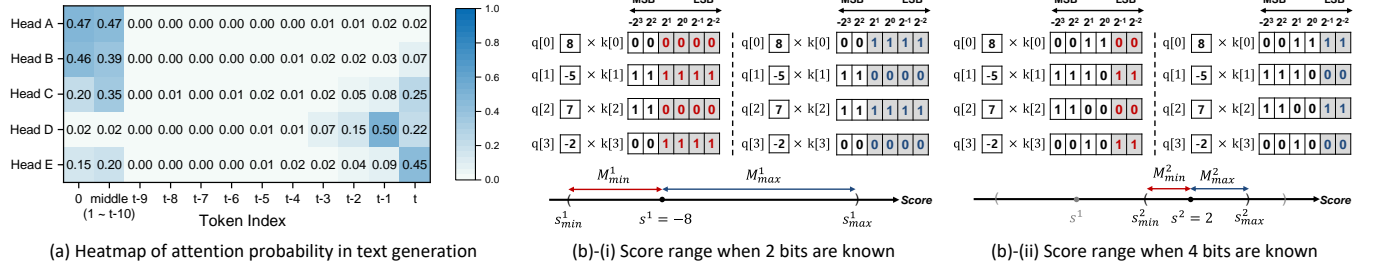 Head A 0.47 0.47 0.00 0.00 0.00 0.00 0.00 0.00 0.01 0.01 0.02 0.02
Head B 0.46 0.39 0.00 0.00 0.00 0.00 0.00 0.01 0.02 0.02 0.03 0.07
Head C 0.20 0.35 0.00 0.01 0.00 0.01 0.02 0.01 0.02 0.05 0.08 0.25
Head D 0.02 0.02 0.00 0.00 0.00 0.00 0.01 0.01 0.07 0.15 0.50 0.22
Head E 0.15 0.20 0.00 0.00 0.00 0.00 0.01 0.02 0.02 0.04 0.09 0.45
0 middle t-9 t-8 t-7 t-6 t-5 t-4 t-3 t-2 t-1 t
(1 ~ t-10)
Token Index
1.0
0.8
0.6
0.4
0.2
0.0
(a) Heatmap of attention probability in text generation
MSB LSB
-2³ 2² 2¹ 2⁰ 2⁻¹ 2⁻²
q[0] 8 × k[0] 0 0 0 0 0 0
q[1] -5 × k[1] 1 1 1 1 1 1
q[2] 7 × k[2] 1 1 0 0 0 0
q[3] -2 × k[3] 0 0 1 1 1 1
-2³ 2² 2¹ 2⁰ 2⁻¹ 2⁻²
q[0] 8 × k[0] 0 0 1 1 1 1
q[1] -5 × k[1] 1 1 0 0 0 0
q[2] 7 × k[2] 1 1 1 1 1 1
q[3] -2 × k[3] 0 0 0 0 0 0
M¹min M¹max
Score
s¹min s¹ = −8 s¹max
(b)-(i) Score range when 2 bits are known
MSB LSB
-2³ 2² 2¹ 2⁰ 2⁻¹ 2⁻²
q[0] 8 × k[0] 0 0 1 1 0 0
q[1] -5 × k[1] 1 1 1 0 1 1
q[2] 7 × k[2] 1 1 0 0 0 0
q[3] -2 × k[3] 0 0 1 0 1 1
-2³ 2² 2¹ 2⁰ 2⁻¹ 2⁻²
q[0] 8 × k[0] 0 0 1 1 1 1
q[1] -5 × k[1] 1 1 1 0 0 0
q[2] 7 × k[2] 1 1 0 0 1 1
q[3] -2 × k[3] 0 0 1 0 0 0
M²min M²max
Score
s¹ s²min s² = 2 s²max
(b)-(ii) Score range when 4 bits are known